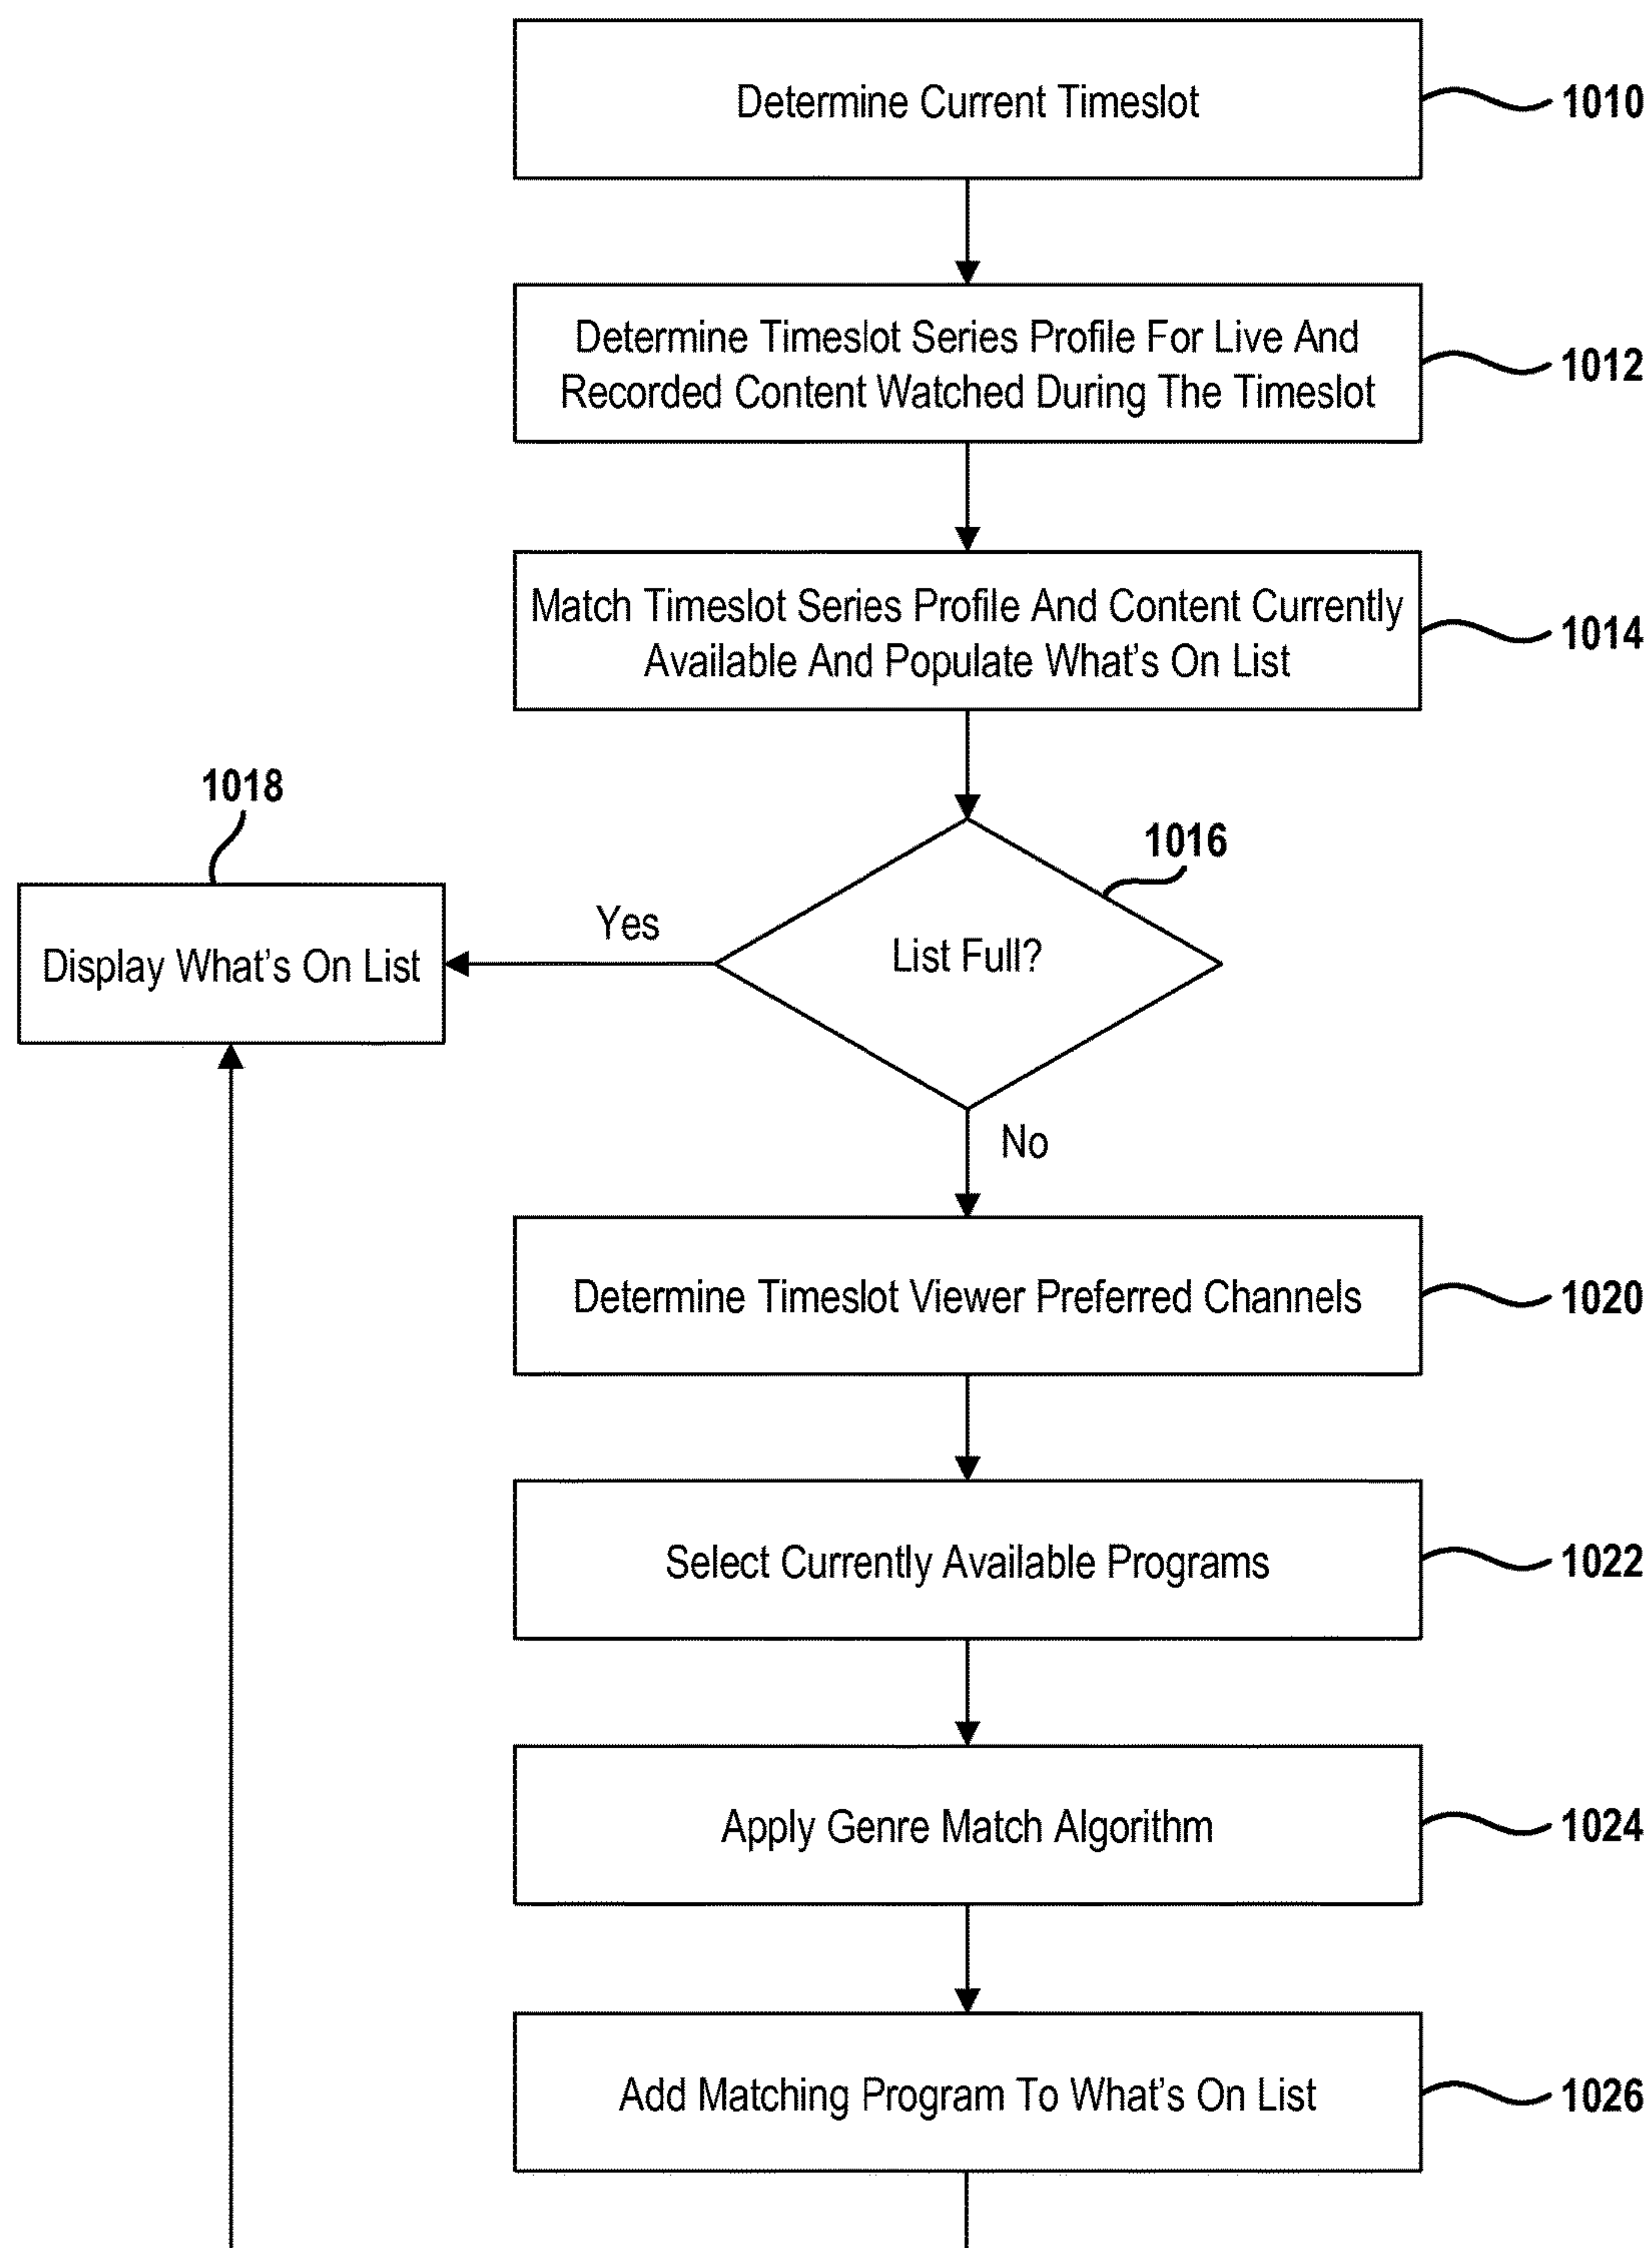 Determine Current Timeslot
1010
Determine Timeslot Series Profile For Live And
Recorded Content Watched During The Timeslot
1012
Match Timeslot Series Profile And Content Currently
Available And Populate What's On List
1014
1018
1016
Display What's On List
Yes
List Full?
No
Determine Timeslot Viewer Preferred Channels
1020
Select Currently Available Programs
1022
Apply Genre Match Algorithm
1024
Add Matching Program To What's On List
1026